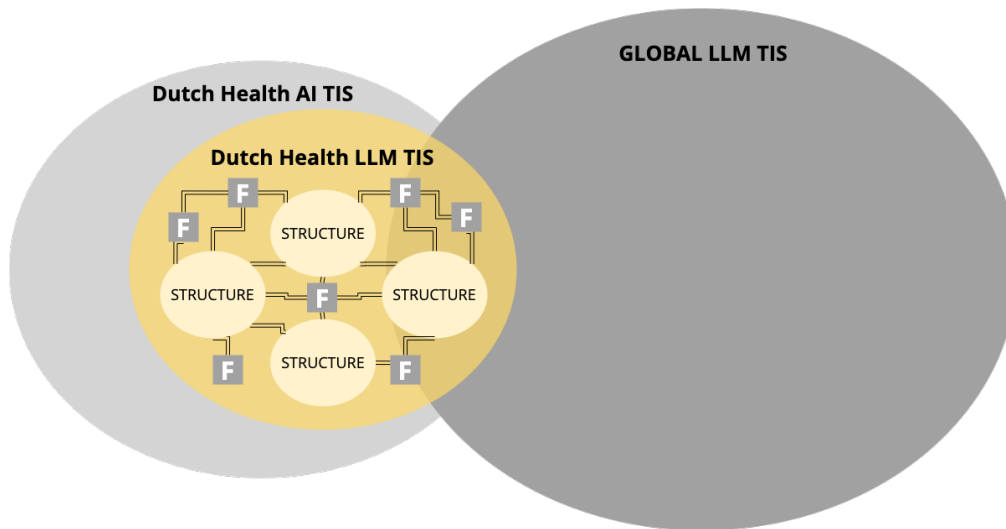 GLOBAL LLM TIS
Dutch Health AI TIS
Dutch Health LLM TIS
F
F
F
F
STRUCTURE
STRUCTURE
F
STRUCTURE
STRUCTURE
F
F